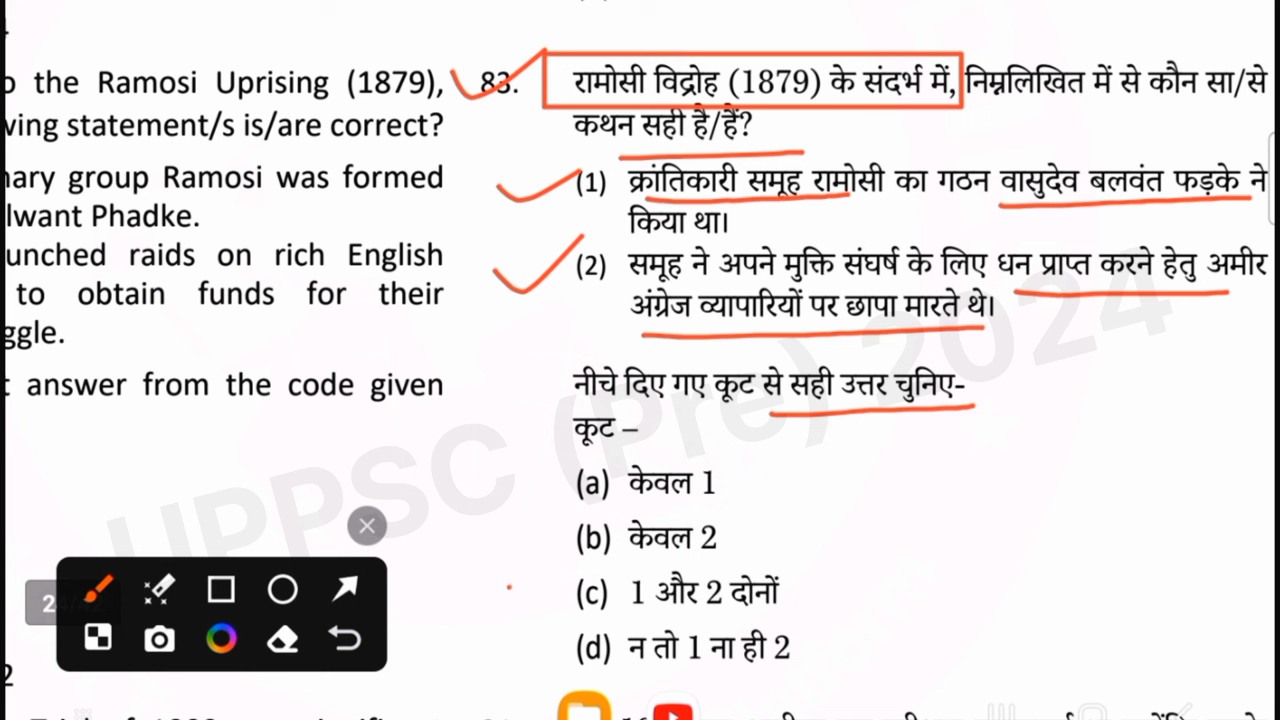 o the Ramosi Uprising (1879),
ving statement/s is/are correct?
nary group Ramosi was formed
lwant Phadke.
unched raids on rich English
to obtain funds for their
ggle.
t answer from the code given
83. रामोसी विद्रोह (1879) के संदर्भ में, निम्नलिखित में से कौन सा/से
कथन सही है/हैं?
(1) क्रांतिकारी समूह रामोसी का गठन वासुदेव बलवंत फड़के ने
किया था।
(2) समूह ने अपने मुक्ति संघर्ष के लिए धन प्राप्त करने हेतु अमीर
अंग्रेज व्यापारियों पर छापा मारते थे।
नीचे दिए गए कूट से सही उत्तर चुनिए-
कूट –
(a) केवल 1
(b) केवल 2
(c) 1 और 2 दोनों
(d) न तो 1 ना ही 2
UPPSC (Pre) 2024
2